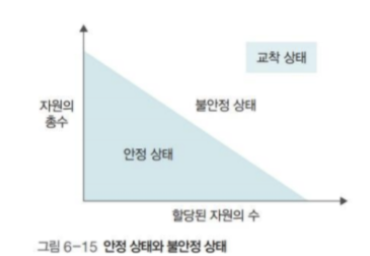 교착 상태
자원의
총수
불안정 상태
안정 상태
할당된 자원의 수
그림 6-15 안정 상태와 불안정 상태